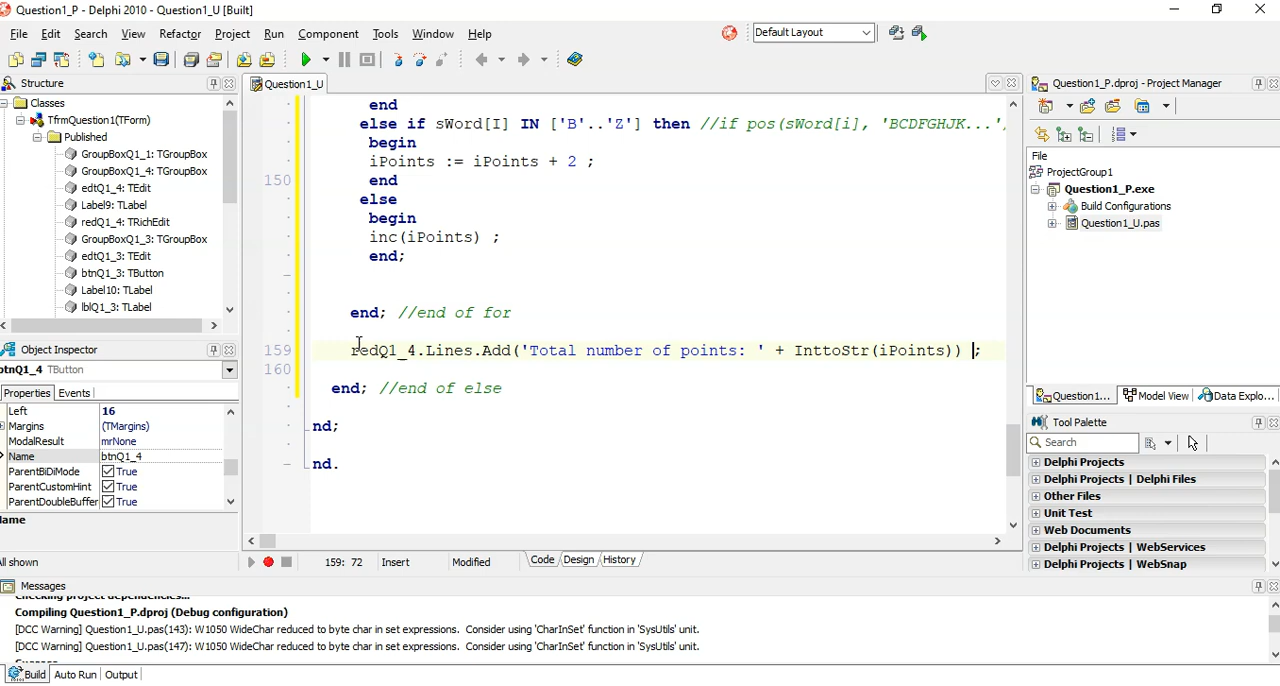 Question1_P - Delphi 2010 - Question1_U [Built]
File Edit Search View Refactor Project Run Component Tools Window Help
Default Layout
Structure
Question1_U
Question1_P.dproj - Project Manager
Classes
TfrmQuestion1(TForm)
Published
GroupBoxQ1_1: TGroupBox
GroupBoxQ1_4: TGroupBox
edtQ1_4: TEdit
Label9: TLabel
redQ1_4: TRichEdit
GroupBoxQ1_3: TGroupBox
edtQ1_3: TEdit
btnQ1_3: TButton
Label10: TLabel
lblQ1_3: TLabel
Object Inspector
btnQ1_4 TButton
Properties Events
Left 16
Margins (TMargins)
ModalResult mrNone
Name btnQ1_4
ParentBiDiMode True
ParentCustomHint True
ParentDoubleBuffer True
Name
All shown
end
else if sWord[I] IN ['B'..'Z'] then //if pos(sWord[i], 'BCDFGHJK...',
begin
iPoints := iPoints + 2 ;
150 end
else
begin
inc(iPoints) ;
end;
end; //end of for
159 redQ1_4.Lines.Add('Total number of points: ' + InttoStr(iPoints)) ;
160
end; //end of else
nd;
nd.
159: 72 Insert Modified Code Design History
File
ProjectGroup1
Question1_P.exe
Build Configurations
Question1_U.pas
Question1... Model View Data Explo...
Tool Palette
Search
Delphi Projects
Delphi Projects | Delphi Files
Other Files
Unit Test
Web Documents
Delphi Projects | WebServices
Delphi Projects | WebSnap
Messages
Checking project dependencies...
Compiling Question1_P.dproj (Debug configuration)
[DCC Warning] Question1_U.pas(143): W1050 WideChar reduced to byte char in set expressions. Consider using 'CharInSet' function in 'SysUtils' unit.
[DCC Warning] Question1_U.pas(147): W1050 WideChar reduced to byte char in set expressions. Consider using 'CharInSet' function in 'SysUtils' unit.
Success
Build Auto Run Output